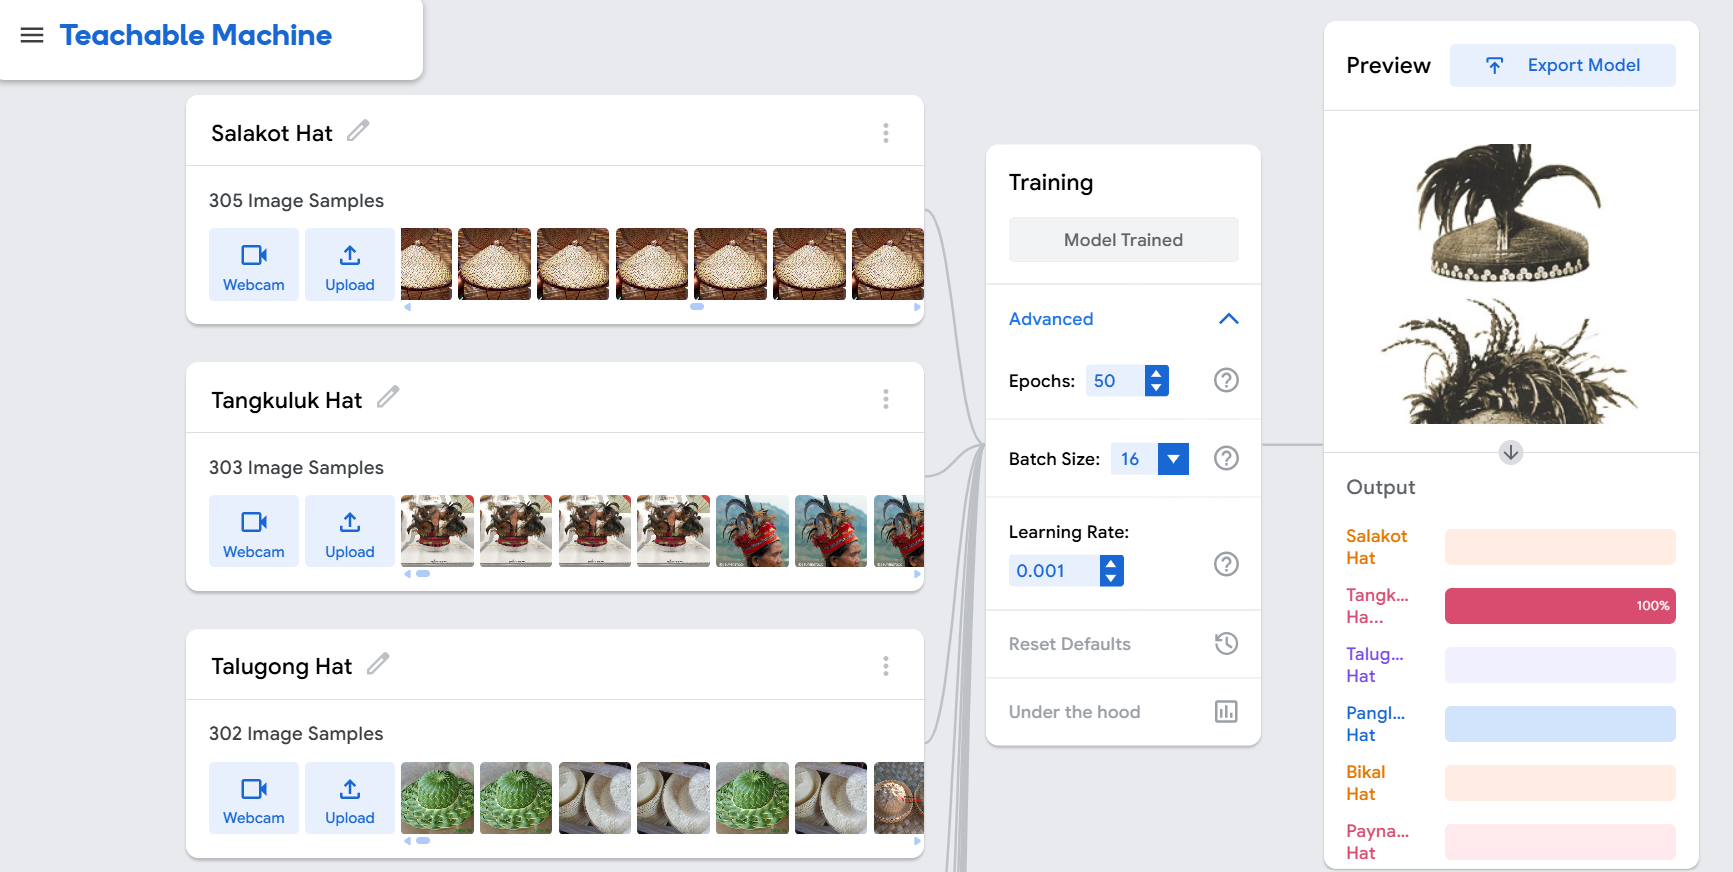 Teachable Machine
Salakot Hat
305 Image Samples
Webcam
Upload
Tangkuluk Hat
303 Image Samples
Webcam
Upload
Talugong Hat
302 Image Samples
Webcam
Upload
Training
Model Trained
Advanced
Epochs: 50
Batch Size: 16
Learning Rate:
0.001
Reset Defaults
Under the hood
Preview
Export Model
Output
Salakot
Hat
Tangk...
Ha...
100%
Talug...
Hat
Pangl...
Hat
Bikal
Hat
Payna...
Hat